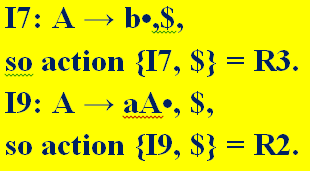 I7: A → b•,$,
so action {I7, $} = R3.
I9: A → aA•, $,
so action {I9, $} = R2.